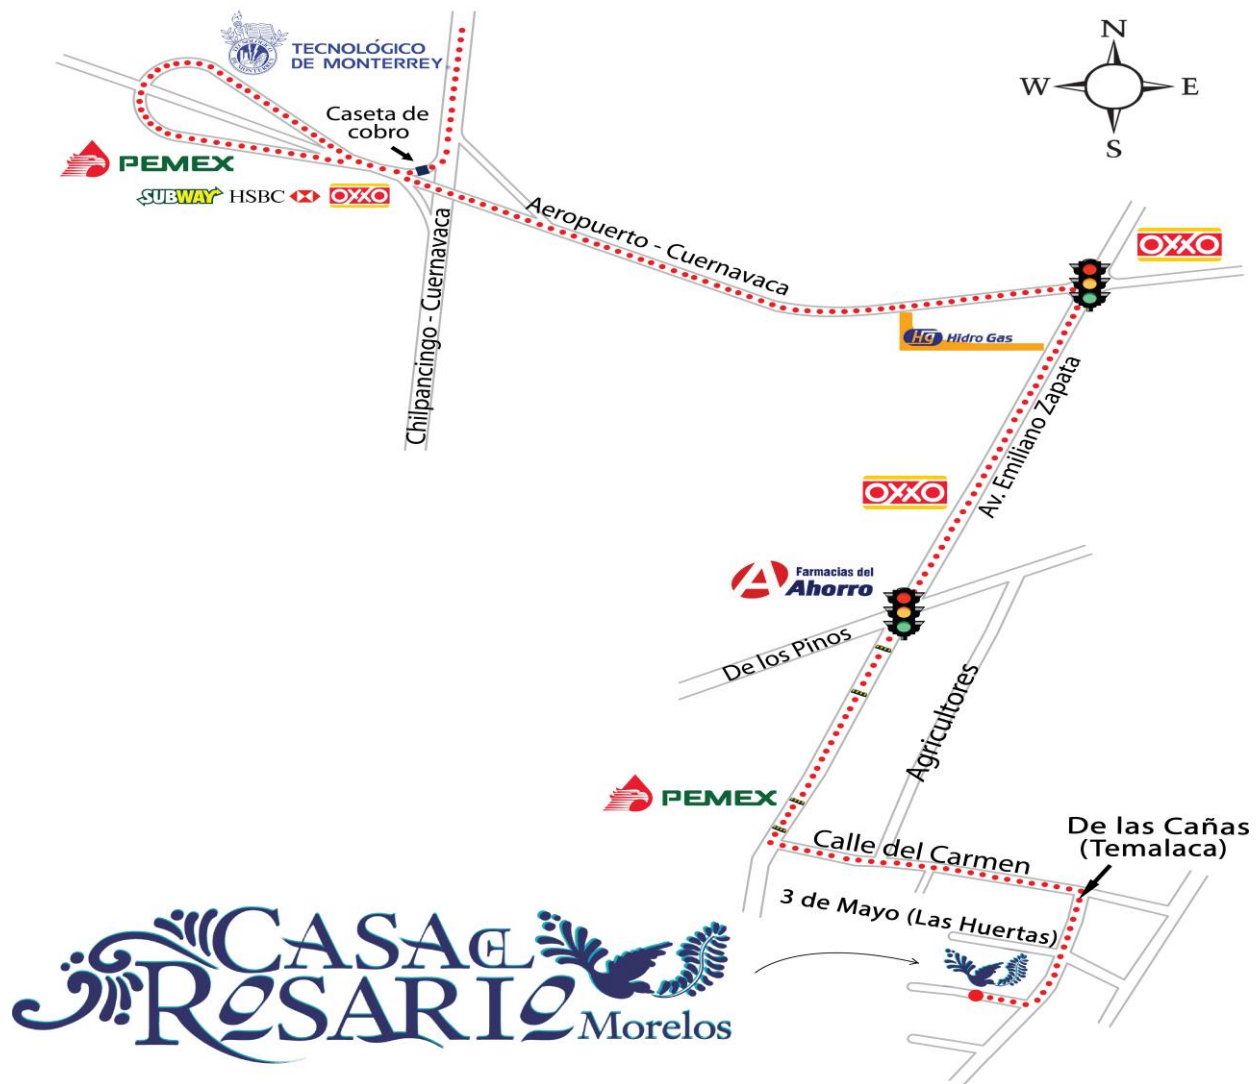 TECNOLÓGICO
DE MONTERREY
N
W
E
S
Caseta de
cobro
PEMEX
SUBWAY
HSBC
OXXO
Aeropuerto - Cuernavaca
Chilpancingo - Cuernavaca
OXXO
Hg Hidro Gas
Av. Emiliano Zapata
OXXO
Farmacias del
Ahorro
De los Pinos
Agricultores
PEMEX
De las Cañas
(Temalaca)
Calle del Carmen
3 de Mayo (Las Huertas)
CASA EL
ROSARIO
Morelos